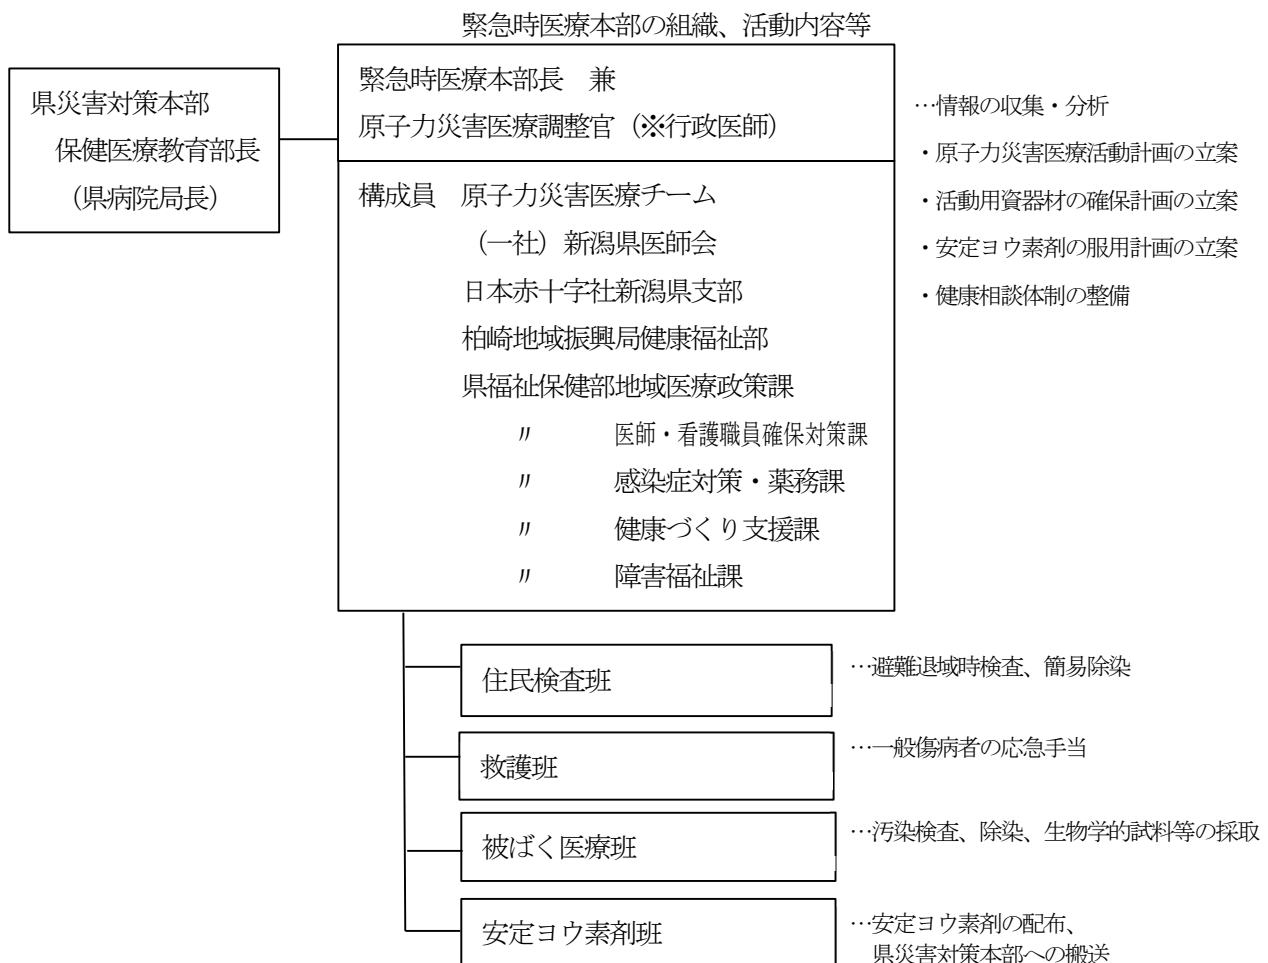 緊急時医療本部の組織、活動内容等
県災害対策本部
保健医療教育部長
（県病院局長）
緊急時医療本部長　兼
原子力災害医療調整官（※行政医師）
…情報の収集・分析
・原子力災害医療活動計画の立案
・活動用資器材の確保計画の立案
・安定ヨウ素剤の服用計画の立案
・健康相談体制の整備
構成員　原子力災害医療チーム
（一社）新潟県医師会
日本赤十字社新潟県支部
柏崎地域振興局健康福祉部
県福祉保健部地域医療政策課
〃　医師・看護職員確保対策課
〃　感染症対策・薬務課
〃　健康づくり支援課
〃　障害福祉課
住民検査班
…避難退域時検査、簡易除染
救護班
…一般傷病者の応急手当
被ばく医療班
…汚染検査、除染、生物学的試料等の採取
安定ヨウ素剤班
…安定ヨウ素剤の配布、
県災害対策本部への搬送